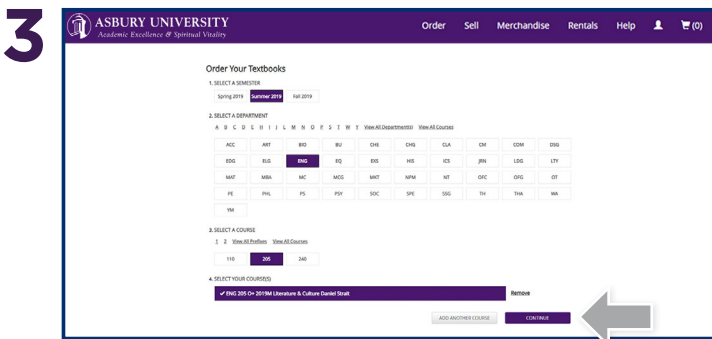 3
ASBURY UNIVERSITY
Academic Excellence & Spiritual Vitality
Order Sell Merchandise Rentals Help (0)
Order Your Textbooks
1. SELECT A SEMESTER
Spring 2019 Summer 2019 Fall 2019
2. SELECT A DEPARTMENT
A B C D E H I J L M N O P S T W Y View All Department(s) View All Courses
ACC ART BIO BU CHE CHG CLA CM COM DSG
EDG ELG ENG EQ EXS HIS ICS JRN LDG LTY
MAT MBA MC MCG MKT NPM NT OFC OFG OT
PE PHL PS PSY SOC SPE SSG TH THA WA
YM
3. SELECT A COURSE
1 2 View All Prefixes View All Courses
110 205 240
4. SELECT YOUR COURSE(S)
✓ ENG 205 O+ 2019M Literature & Culture Daniel Strait Remove
ADD ANOTHER COURSE CONTINUE